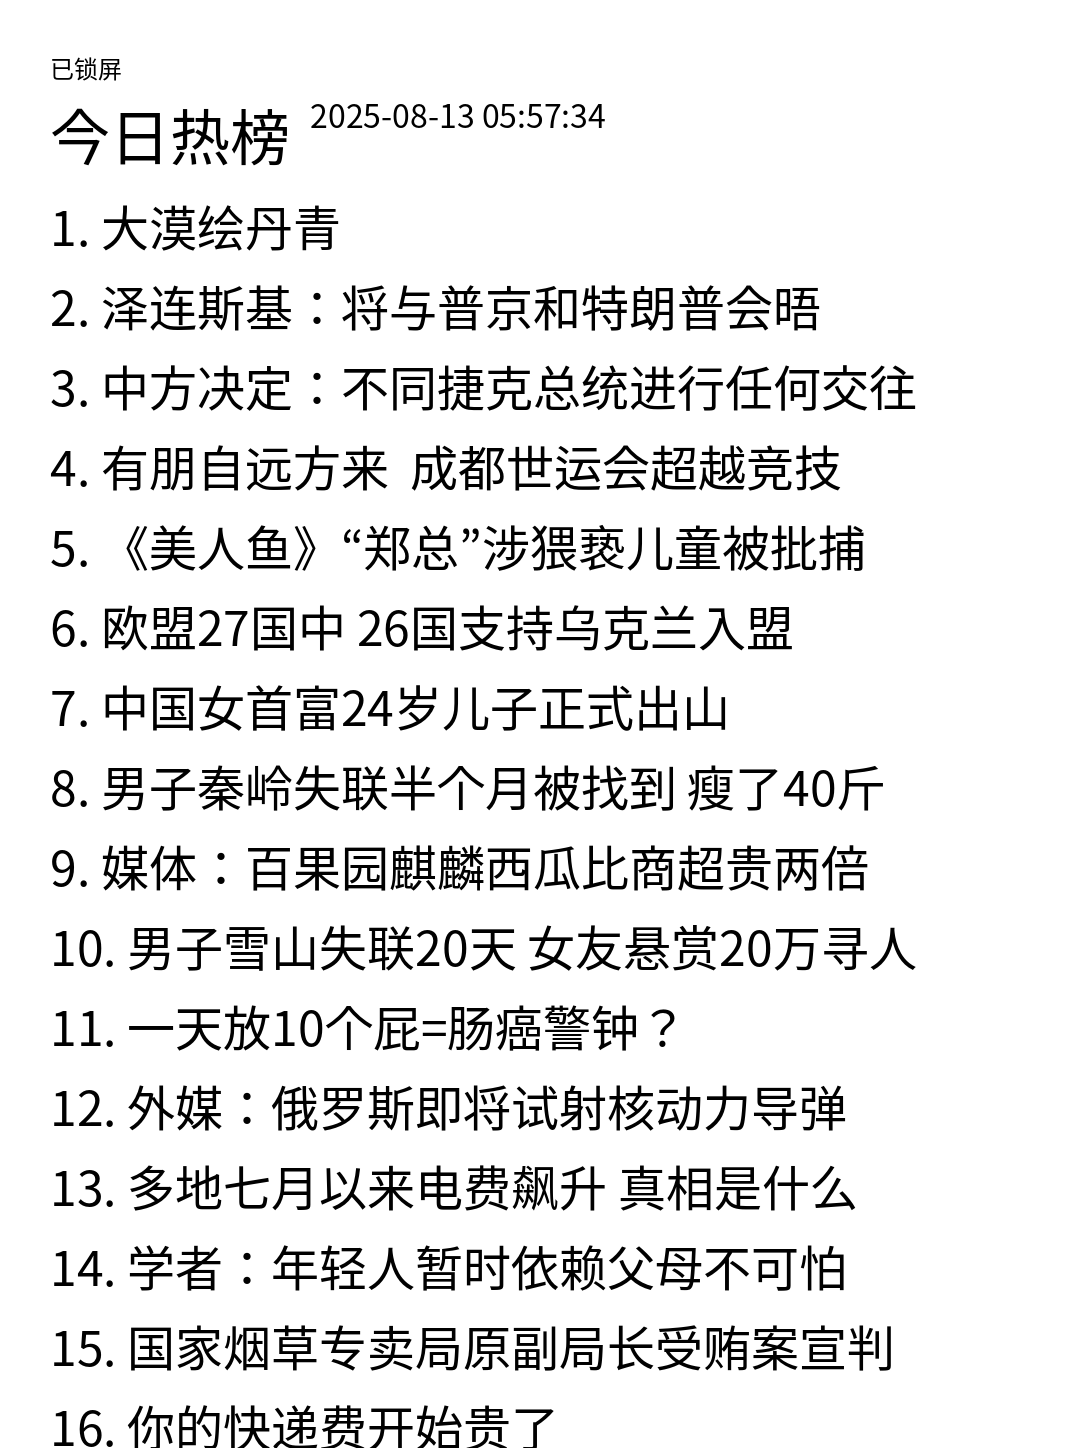 已锁屏
今日热榜 2025-08-13 05:57:34
1. 大漠绘丹青
2. 泽连斯基：将与普京和特朗普会晤
3. 中方决定：不同捷克总统进行任何交往
4. 有朋自远方来  成都世运会超越竞技
5. 《美人鱼》“郑总”涉猥亵儿童被批捕
6. 欧盟27国中 26国支持乌克兰入盟
7. 中国女首富24岁儿子正式出山
8. 男子秦岭失联半个月被找到 瘦了40斤
9. 媒体：百果园麒麟西瓜比商超贵两倍
10. 男子雪山失联20天 女友悬赏20万寻人
11. 一天放10个屁=肠癌警钟？
12. 外媒：俄罗斯即将试射核动力导弹
13. 多地七月以来电费飙升 真相是什么
14. 学者：年轻人暂时依赖父母不可怕
15. 国家烟草专卖局原副局长受贿案宣判
16. 你的快递费开始贵了